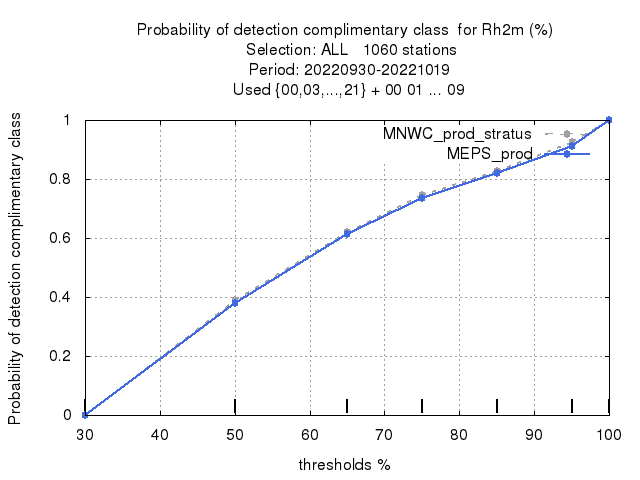 Probability of detection complimentary class  for Rh2m (%)
Selection: ALL   1060 stations
Period: 20220930-20221019
Used {00,03,...,21} + 00 01 ... 09
Probability of detection complimentary class
MNWC_prod_stratus
MEPS_prod
1
0.8
0.6
0.4
0.2
0
30 40 50 60 70 80 90 100
thresholds %